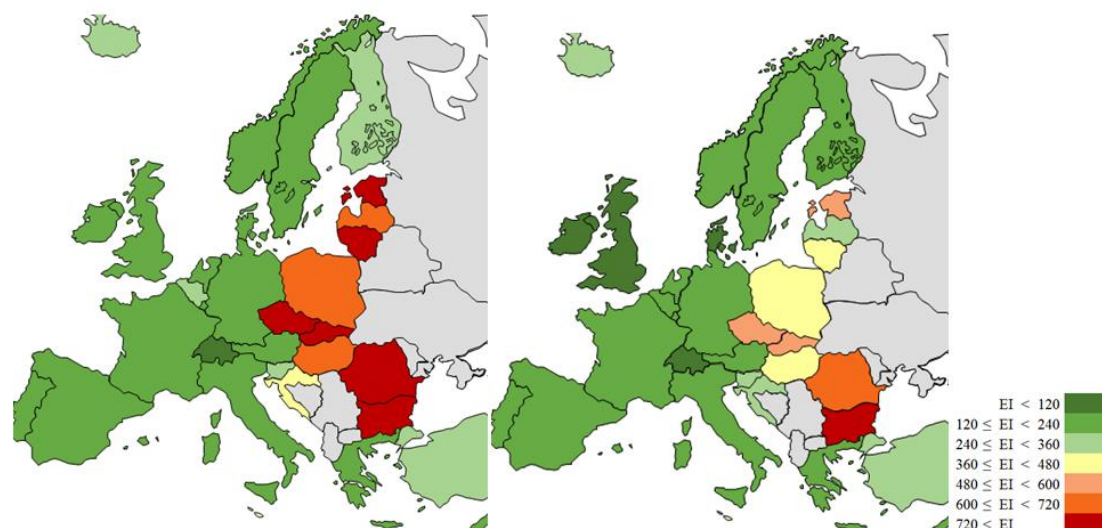 EI < 120
120 ≤ EI < 240
240 ≤ EI < 360
360 ≤ EI < 480
480 ≤ EI < 600
600 ≤ EI < 720
720 ≤ EI